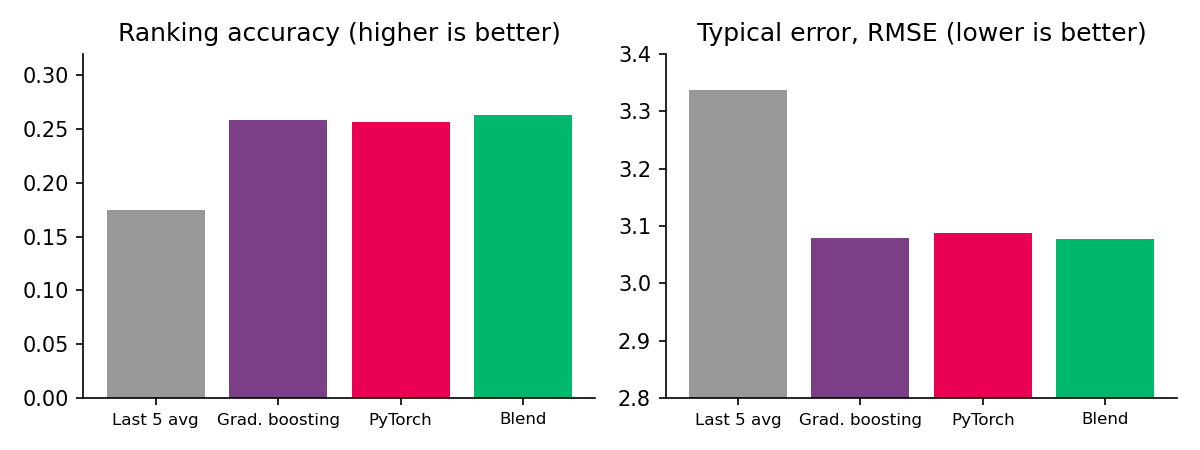 Ranking accuracy (higher is better)
0.30
0.25
0.20
0.15
0.10
0.05
0.00
Last 5 avg
Grad. boosting
PyTorch
Blend
Typical error, RMSE (lower is better)
3.4
3.3
3.2
3.1
3.0
2.9
2.8
Last 5 avg
Grad. boosting
PyTorch
Blend